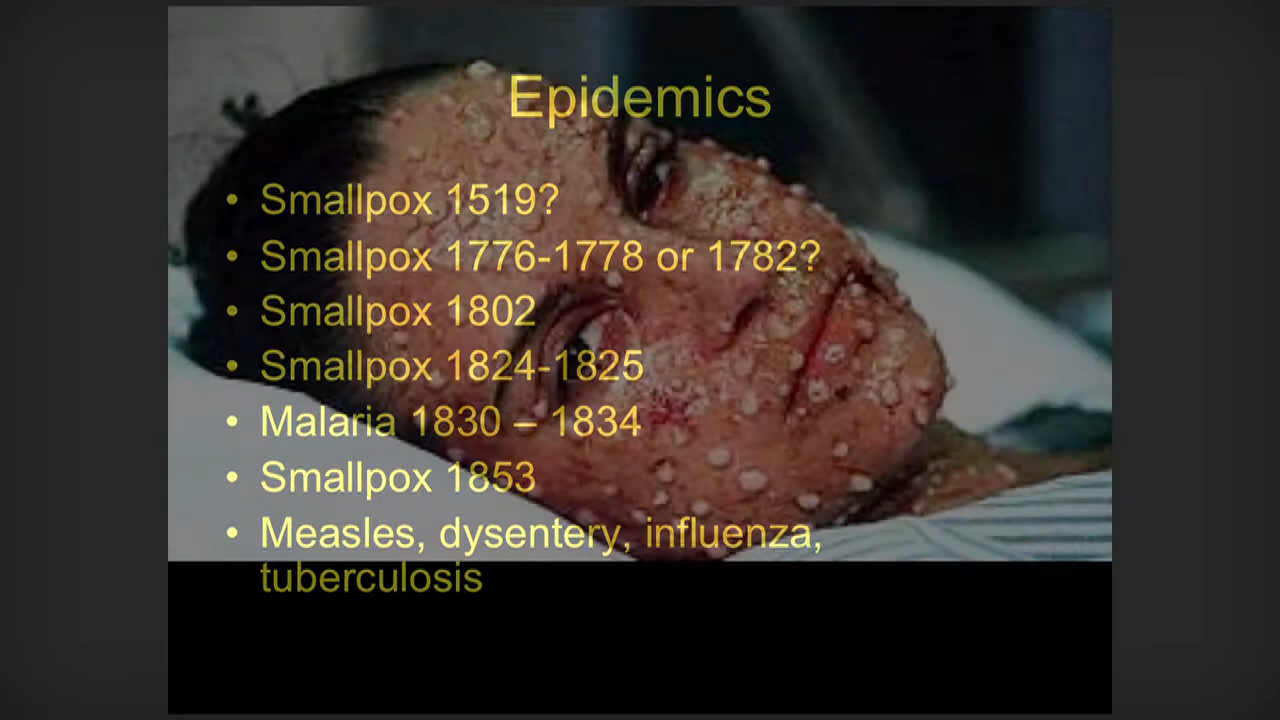 Epidemics
• Smallpox 1519?
• Smallpox 1776-1778 or 1782?
• Smallpox 1802
• Smallpox 1824-1825
• Malaria 1830 – 1834
• Smallpox 1853
• Measles, dysentery, influenza,
tuberculosis